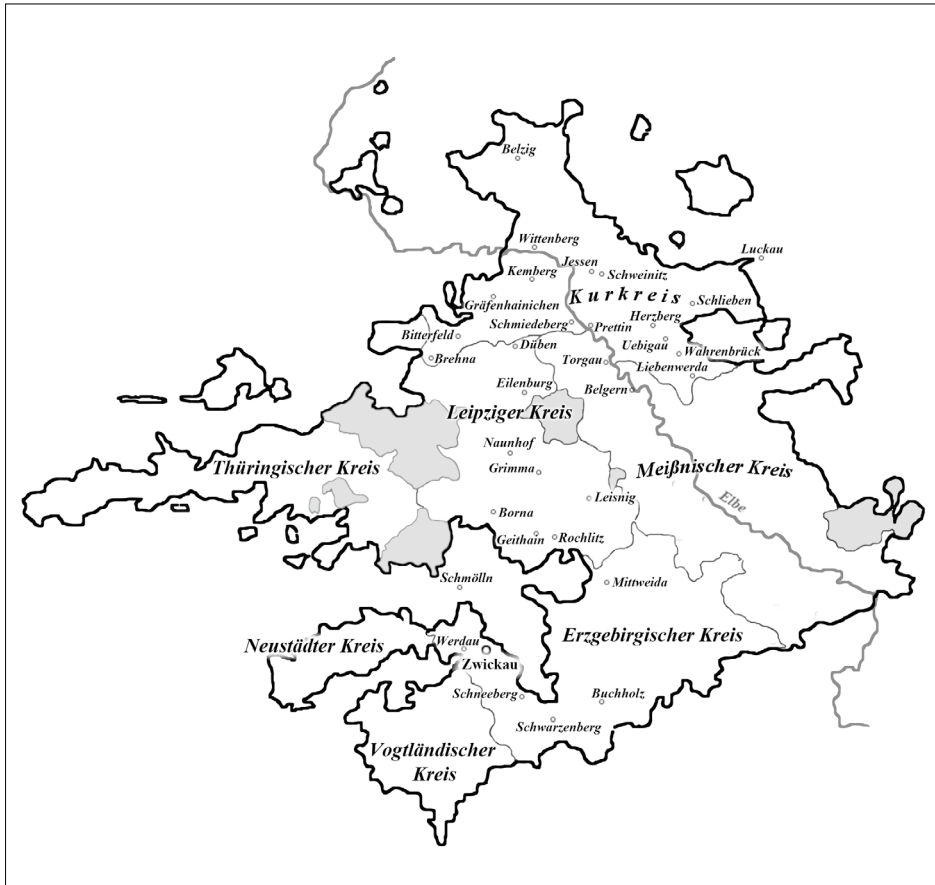 Belzig
Wittenberg
Luckau
Jessen
Kemberg
Schweinitz
Kurkreis
Gräfenhainichen
Schlieben
Schmiedeberg
Prettin
Herzberg
Bitterfeld
Düben
Uebigau
Wahrenbrück
Brehna
Torgau
Liebenwerda
Eilenburg
Belgern
Leipziger Kreis
Naunhof
Thüringischer Kreis
Grimma
Meißnischer Kreis
Leisnig
Elbe
Borna
Geithain
Rochlitz
Schmölln
Mittweida
Neustädter Kreis
Werdau
Erzgebirgischer Kreis
Zwickau
Schneeberg
Buchholz
Schwarzenberg
Vogtländischer
Kreis